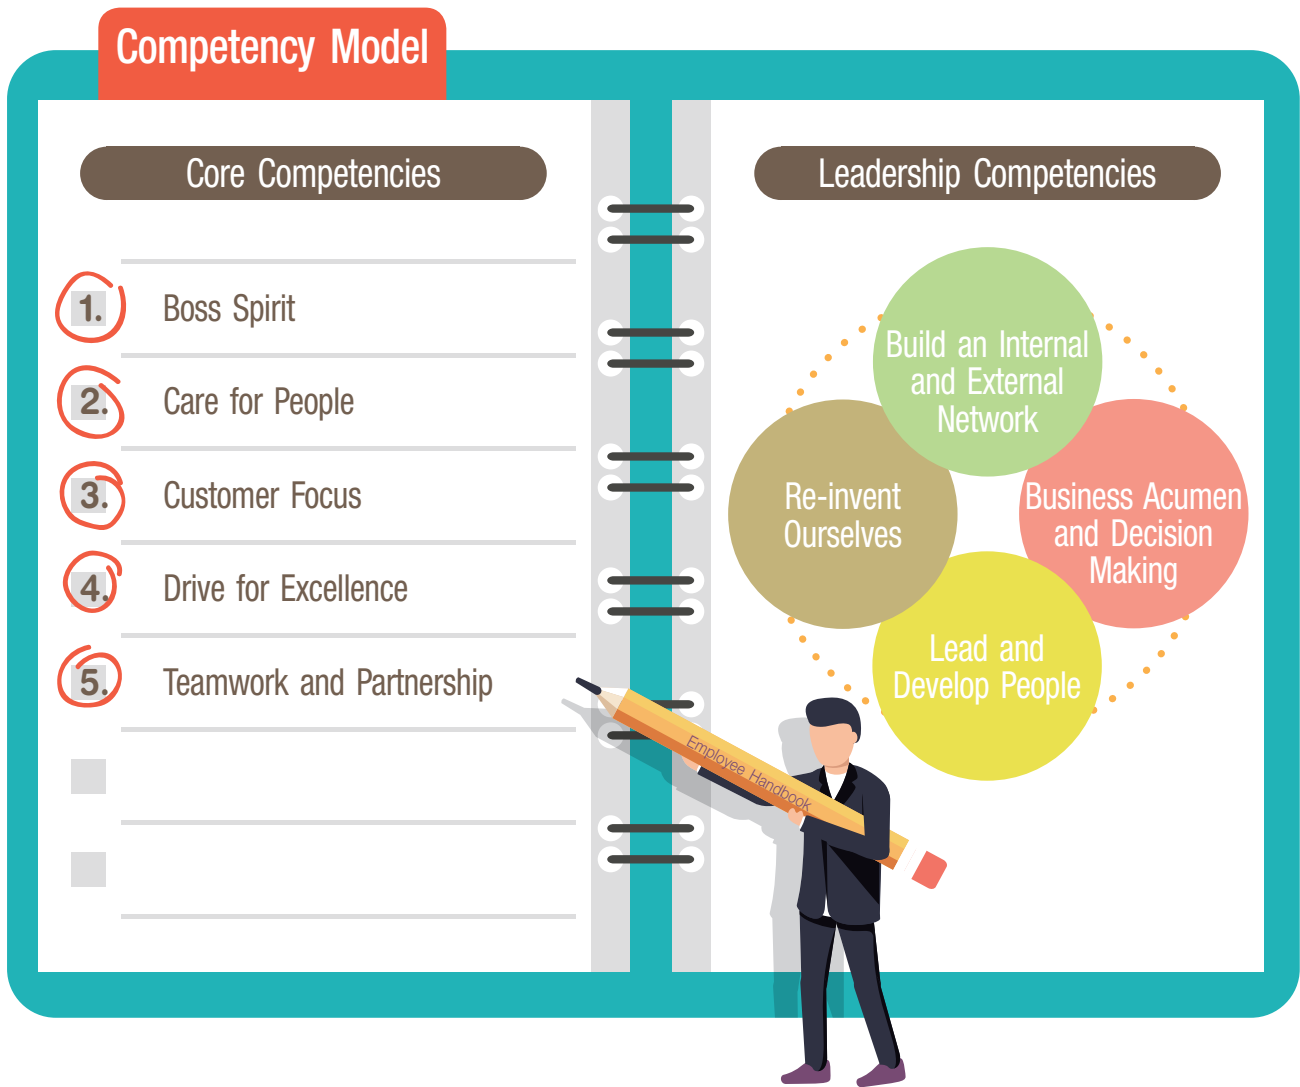 Competency Model
Core Competencies
1. Boss Spirit
2. Care for People
3. Customer Focus
4. Drive for Excellence
5. Teamwork and Partnership
Leadership Competencies
Build an Internal
and External
Network
Re-invent
Ourselves
Business Acumen
and Decision
Making
Lead and
Develop People
Employee Handbook